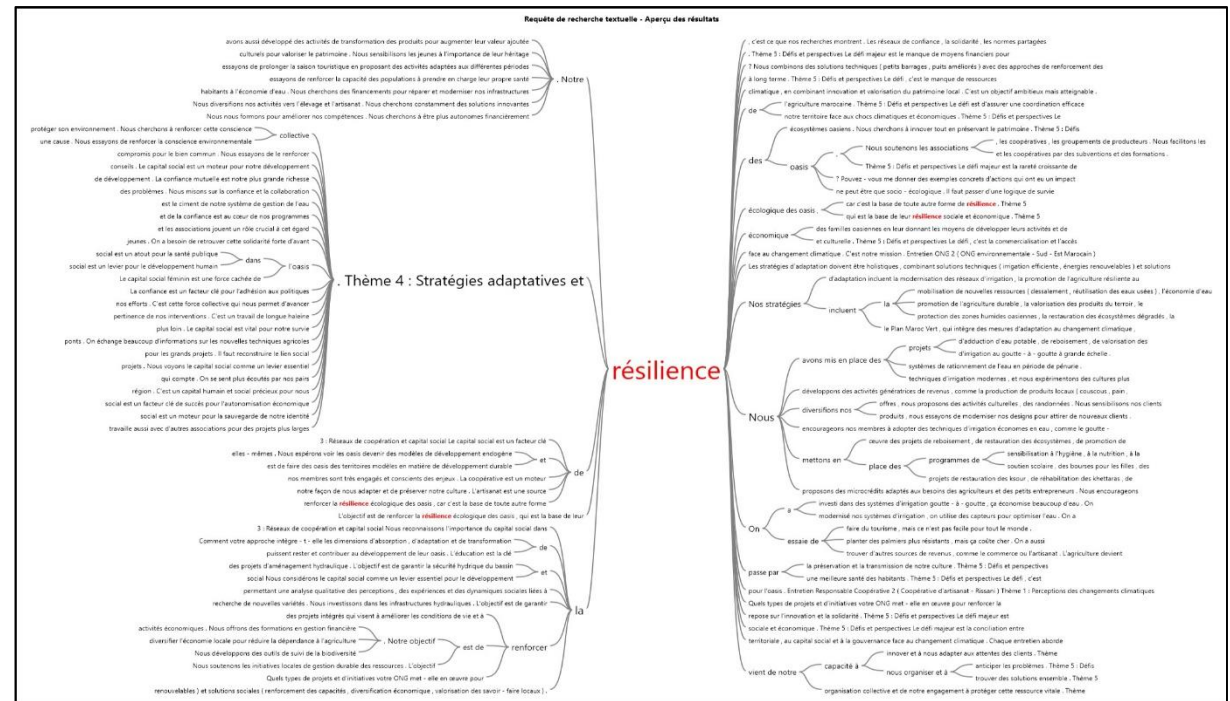 Requête de recherche textuelle - Aperçu des résultats
avons aussi développé des activités de transformation des produits pour augmenter leur valeur ajoutée
culturels pour valoriser le patrimoine . Nous sensibilisons les jeunes à l'importance de leur héritage
essayons de prolonger la saison touristique en proposant des activités adaptées aux différentes périodes
essayons de renforcer la capacité des populations à prendre en charge leur propre santé
habitants à l'économie d'eau . Nous cherchons des financements pour réparer et moderniser nos infrastructures
Nous diversifions nos activités vers l'élevage et l'artisanat . Nous cherchons constamment des solutions innovantes
Nous nous formons pour améliorer nos compétences . Nous cherchons à être plus autonomes financièrement
. Notre
protéger son environnement . Nous cherchons à renforcer cette conscience
une cause . Nous essayons de renforcer la conscience environnementale
collective
compromis pour le bien commun . Nous essayons de le renforcer
conseils . Le capital social est un moteur pour notre développement
de développement . La confiance mutuelle est notre plus grande richesse
des problèmes . Nous misons sur la confiance et la collaboration
est le ciment de notre système de gestion de l'eau
et de la confiance est au cœur de nos programmes
et les associations jouent un rôle crucial à cet égard
jeunes . On a besoin de retrouver cette solidarité forte d'avant
social est un atout pour la santé publique
social est un levier pour le développement humain
dans
Le capital social féminin est une force cachée de
l'oasis
La confiance est un facteur clé pour l'adhésion aux politiques
nos efforts . C'est cette force collective qui nous permet d'avancer
pertinence de nos interventions . C'est un travail de longue haleine
plus loin . Le capital social est vital pour notre survie
ponts . On échange beaucoup d'informations sur les nouvelles techniques agricoles
pour les grands projets . Il faut reconstruire le lien social
projets . Nous voyons le capital social comme un levier essentiel
qui compte . On se sent plus écoutés par nos pairs
région . C'est un capital humain et social précieux pour nous
social est un facteur clé de succès pour l'autonomisation économique
social est un moteur pour la sauvegarde de notre identité
travaille aussi avec d'autres associations pour des projets plus larges
. Thème 4 : Stratégies adaptatives et
3 : Réseaux de coopération et capital social Le capital social est un facteur clé
elles - mêmes . Nous espérons voir les oasis devenir des modèles de développement endogène
est de faire des oasis des territoires modèles en matière de développement durable
et
nos membres sont très engagés et conscients des enjeux . La coopérative est un moteur
notre façon de nous adapter et de préserver notre culture . L'artisanat est une source
renforcer la résilience écologique des oasis , car c'est la base de toute autre forme
L'objectif est de renforcer la résilience écologique des oasis , qui est la base de leur
de
3 : Réseaux de coopération et capital social Nous reconnaissons l'importance du capital social dans
Comment votre approche intègre - t - elle les dimensions d'absorption , d'adaptation et de transformation
puissent rester et contribuer au développement de leur oasis . L'éducation est la clé
de
des projets d'aménagement hydraulique . L'objectif est de garantir la sécurité hydrique du bassin
social Nous considérons le capital social comme un levier essentiel pour le développement
et
permettant une analyse qualitative des perceptions , des expériences et des dynamiques sociales liées à
recherche de nouvelles variétés . Nous investissons dans les infrastructures hydrauliques . L'objectif est de garantir
la
des projets intégrés qui visent à améliorer les conditions de vie et à
activités économiques . Nous offrons des formations en gestion financière
diversifier l'économie locale pour réduire la dépendance à l'agriculture
Nous développons des outils de suivi de la biodiversité
. Notre objectif
Nous soutenons les initiatives locales de gestion durable des ressources . L'objectif
est de
Quels types de projets et d'initiatives votre ONG met - elle en œuvre pour
renforcer
renouvelables ) et solutions sociales ( renforcement des capacités , diversification économique , valorisation des savoir - faire locaux ) .
résilience
, c'est ce que nos recherches montrent . Les réseaux de confiance , la solidarité , les normes partagées
. Thème 5 : Défis et perspectives Le défi majeur est le manque de moyens financiers pour
? Nous combinons des solutions techniques ( petits barrages , puits améliorés ) avec des approches de renforcement des
à long terme . Thème 5 : Défis et perspectives Le défi , c'est le manque de ressources
climatique , en combinant innovation et valorisation du patrimoine local . C'est un objectif ambitieux mais atteignable .
de
l'agriculture marocaine . Thème 5 : Défis et perspectives Le défi est d'assurer une coordination efficace
notre territoire face aux chocs climatiques et économiques . Thème 5 : Défis et perspectives Le
des
écosystèmes oasiens . Nous cherchons à innover tout en préservant le patrimoine . Thème 5 : Défis
oasis
.
Nous soutenons les associations
, les coopératives , les groupements de producteurs . Nous facilitons les
et les coopératives par des subventions et des formations .
Thème 5 : Défis et perspectives Le défi majeur est la rareté croissante de
? Pouvez - vous me donner des exemples concrets d'actions qui ont eu un impact
ne peut être que socio - écologique . Il faut passer d'une logique de survie
écologique des oasis ,
car c'est la base de toute autre forme de résilience . Thème 5
qui est la base de leur résilience sociale et économique . Thème 5
économique
des familles oasiennes en leur donnant les moyens de développer leurs activités et de
et culturelle . Thème 5 : Défis et perspectives Le défi , c'est la commercialisation et l'accès
face au changement climatique . C'est notre mission . Entretien ONG 2 ( ONG environnementale - Sud - Est Marocain )
Les stratégies d'adaptation doivent être holistiques , combinant solutions techniques ( irrigation efficiente , énergies renouvelables ) et solutions
Nos stratégies
d'adaptation incluent la modernisation des réseaux d'irrigation , la promotion de l'agriculture résiliente au
incluent
la
mobilisation de nouvelles ressources ( dessalement , réutilisation des eaux usées ) , l'économie d'eau
promotion de l'agriculture durable , la valorisation des produits du terroir , le
protection des zones humides oasiennes , la restauration des écosystèmes dégradés , la
le Plan Maroc Vert , qui intègre des mesures d'adaptation au changement climatique ,
Nous
avons mis en place des
projets
d'adduction d'eau potable , de reboisement , de valorisation des
d'irrigation au goutte - à - goutte à grande échelle .
systèmes de rationnement de l'eau en période de pénurie .
techniques d'irrigation modernes , et nous expérimentons des cultures plus
développons des activités génératrices de revenus , comme la production de produits locaux ( couscous , pain ,
diversifions nos
offres , nous proposons des activités culturelles , des randonnées . Nous sensibilisons nos clients
produits , nous essayons de moderniser nos designs pour attirer de nouveaux clients .
encourageons nos membres à adopter des techniques d'irrigation économes en eau , comme le goutte -
mettons en
œuvre des projets de reboisement , de restauration des écosystèmes , de promotion de
place des
programmes de
sensibilisation à l'hygiène , à la nutrition , à la
soutien scolaire , des bourses pour les filles , des
projets de restauration des ksour , de réhabilitation des khettaras , de
proposons des microcrédits adaptés aux besoins des agriculteurs et des petits entrepreneurs . Nous encourageons
On
a
investi dans des systèmes d'irrigation goutte - à - goutte , ça économise beaucoup d'eau . On
modernisé nos systèmes d'irrigation , on utilise des capteurs pour optimiser l'eau . On a
essaie de
faire du tourisme , mais ce n'est pas facile pour tout le monde .
planter des palmiers plus résistants , mais ça coûte cher . On a aussi
trouver d'autres sources de revenus , comme le commerce ou l'artisanat . L'agriculture devient
passe par
la préservation et la transmission de notre culture . Thème 5 : Défis et perspectives
une meilleure santé des habitants . Thème 5 : Défis et perspectives Le défi , c'est
pour l'oasis . Entretien Responsable Coopérative 2 ( Coopérative d'artisanat - Rissani ) Thème 1 : Perceptions des changements climatiques
Quels types de projets et d'initiatives votre ONG met - elle en œuvre pour renforcer la
repose sur l'innovation et la solidarité . Thème 5 : Défis et perspectives Le défi majeur est
sociale et économique . Thème 5 : Défis et perspectives Le défi majeur est la conciliation entre
territoriale , au capital social et à la gouvernance face au changement climatique . Chaque entretien aborde
vient de notre
capacité à
innover et à nous adapter aux attentes des clients . Thème
nous organiser et à
anticiper les problèmes . Thème 5 : Défis
trouver des solutions ensemble . Thème 5
organisation collective et de notre engagement à protéger cette ressource vitale . Thème